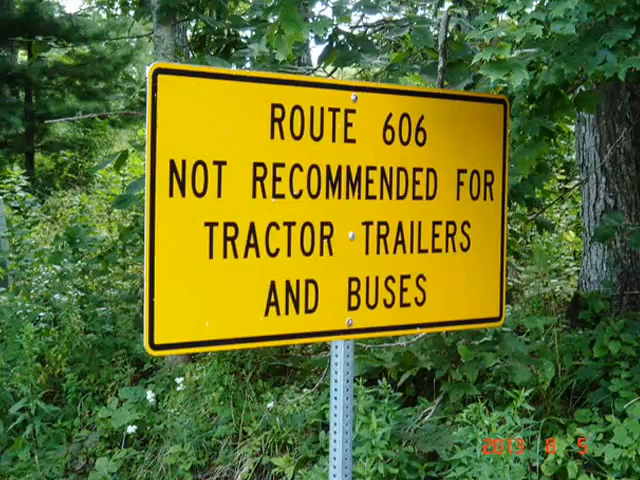 ROUTE 606
NOT RECOMMENDED FOR
TRACTOR TRAILERS
AND BUSES
2013 8 5